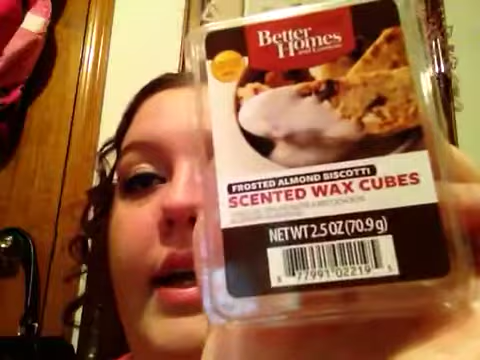 Better
Homes
and Gardens
FROSTED ALMOND BISCOTTI
SCENTED WAX CUBES
NET WT 2.5 OZ (70.9 g)
77991 02219